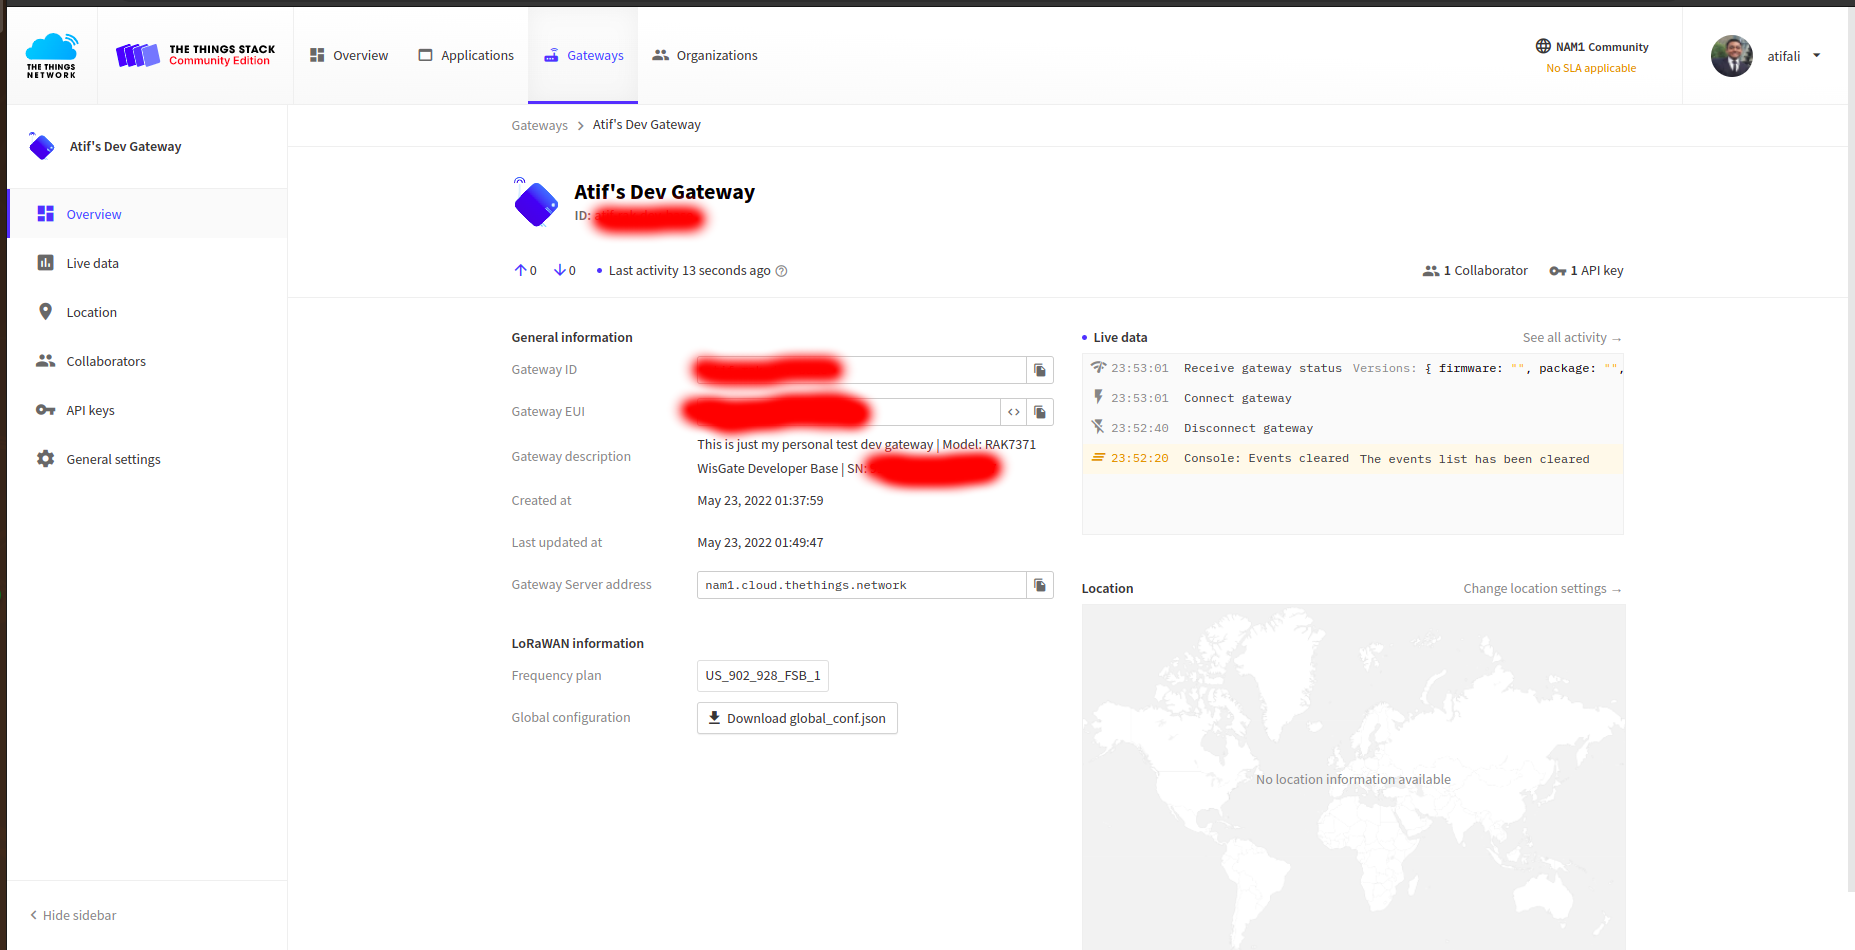 THE THINGS
NETWORK
THE THINGS STACK
Community Edition
Overview
Applications
Gateways
Organizations
NAM1 Community
No SLA applicable
atifali
Atif's Dev Gateway
Overview
Live data
Location
Collaborators
API keys
General settings
Hide sidebar
Gateways > Atif's Dev Gateway
Atif's Dev Gateway
ID:
0 0 Last activity 13 seconds ago
1 Collaborator 1 API key
General information
Gateway ID
Gateway EUI
Gateway description
This is just my personal test dev gateway | Model: RAK7371
WisGate Developer Base | SN:
Created at May 23, 2022 01:37:59
Last updated at May 23, 2022 01:49:47
Gateway Server address nam1.cloud.thethings.network
LoRaWAN information
Frequency plan US_902_928_FSB_1
Global configuration Download global_conf.json
Live data See all activity →
23:53:01 Receive gateway status Versions: { firmware: "", package: "",
23:53:01 Connect gateway
23:52:40 Disconnect gateway
23:52:20 Console: Events cleared The events list has been cleared
Location Change location settings →
No location information available